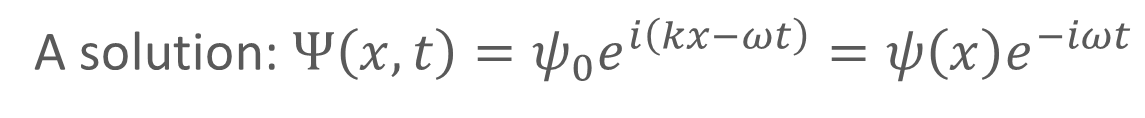 A solution: Ψ(x, t) = ψ₀e^{i(kx−ωt)} = ψ(x)e^{−iωt}